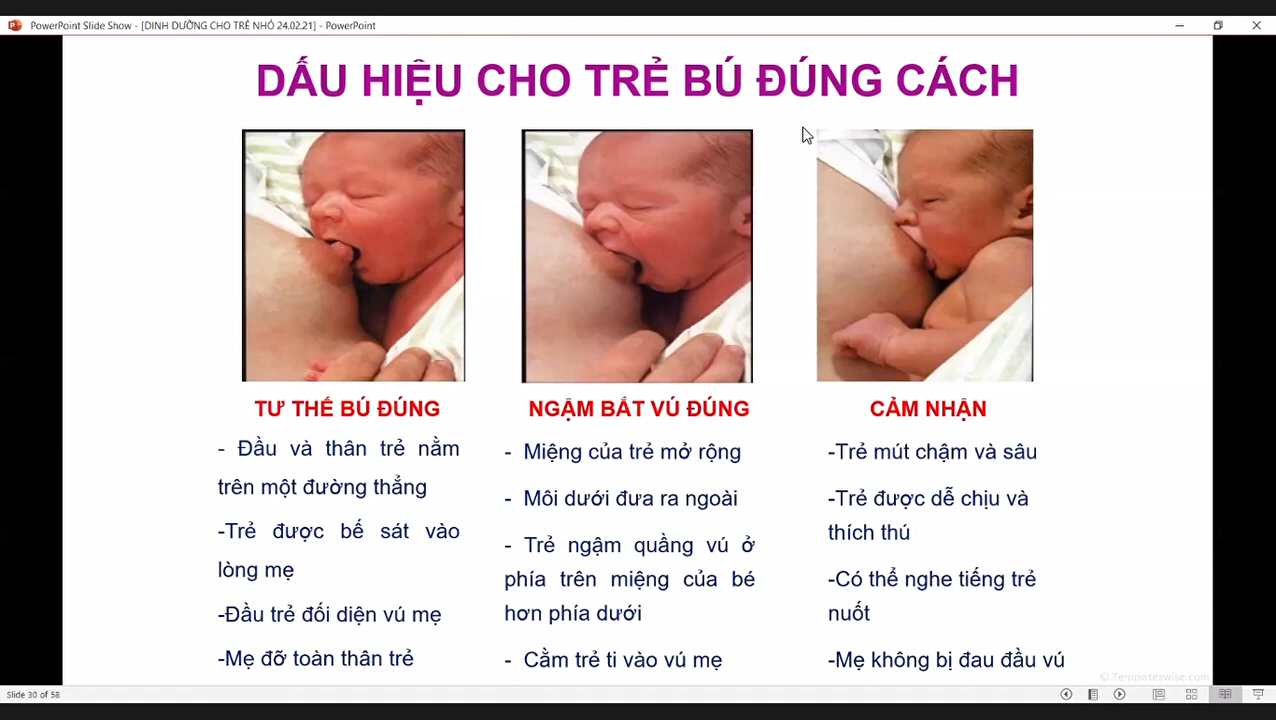 PowerPoint Slide Show - [DINH DƯỠNG CHO TRẺ NHỎ 24.02.21] - PowerPoint
DẤU HIỆU CHO TRẺ BÚ ĐÚNG CÁCH
TƯ THẾ BÚ ĐÚNG
- Đầu và thân trẻ nằm
trên một đường thẳng
-Trẻ được bế sát vào
lòng mẹ
-Đầu trẻ đối diện vú mẹ
-Mẹ đỡ toàn thân trẻ
NGẬM BẮT VÚ ĐÚNG
- Miệng của trẻ mở rộng
- Môi dưới đưa ra ngoài
- Trẻ ngậm quầng vú ở
phía trên miệng của bé
hơn phía dưới
- Cằm trẻ ti vào vú mẹ
CẢM NHẬN
-Trẻ mút chậm và sâu
-Trẻ được dễ chịu và
thích thú
-Có thể nghe tiếng trẻ
nuốt
-Mẹ không bị đau đầu vú
© Templateswise.com
Slide 30 of 58